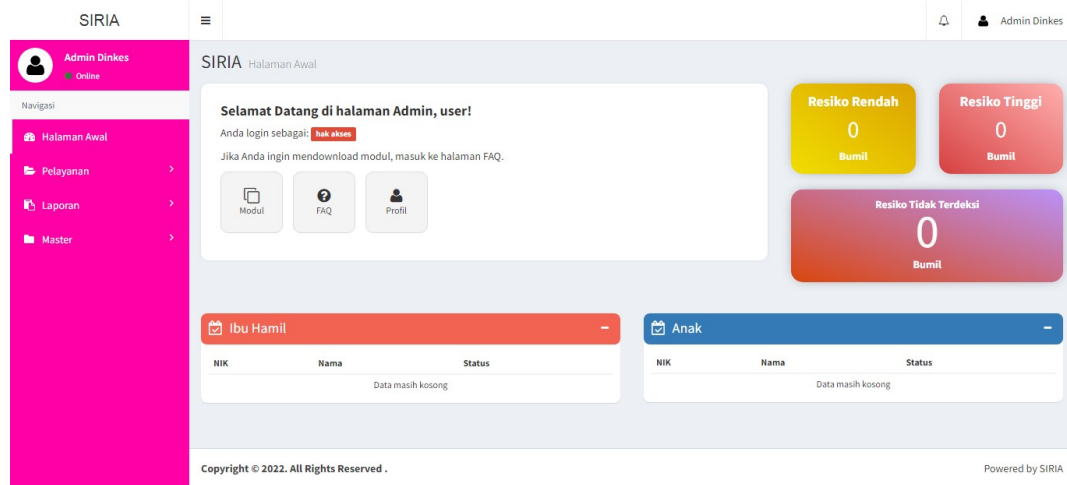 SIRIA
Admin Dinkes
Admin Dinkes
Online
Navigasi
Halaman Awal
Pelayanan
Laporan
Master
SIRIA Halaman Awal
Selamat Datang di halaman Admin, user!
Anda login sebagai: hak akses
Jika Anda ingin mendownload modul, masuk ke halaman FAQ.
Modul
FAQ
Profil
Resiko Rendah
0
Bumil
Resiko Tinggi
0
Bumil
Resiko Tidak Terdeksi
0
Bumil
Ibu Hamil
NIK Nama Status
Data masih kosong
Anak
NIK Nama Status
Data masih kosong
Copyright © 2022. All Rights Reserved .
Powered by SIRIA